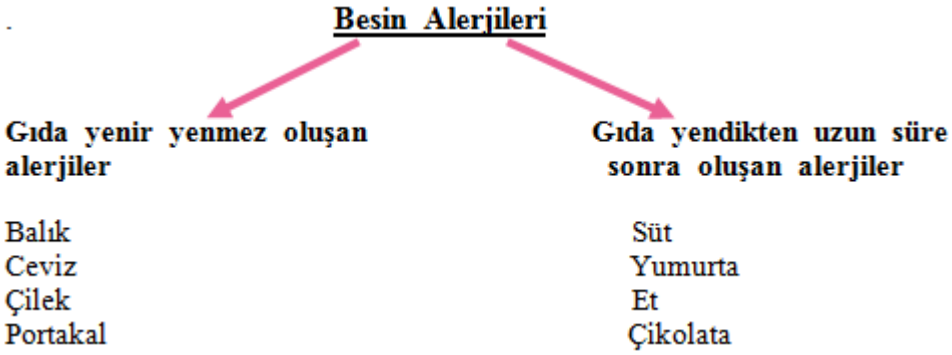 Besin Alerjileri
Gıda yenir yenmez oluşan
alerjiler
Balık
Ceviz
Çilek
Portakal
Gıda yendikten uzun süre
sonra oluşan alerjiler
Süt
Yumurta
Et
Çikolata